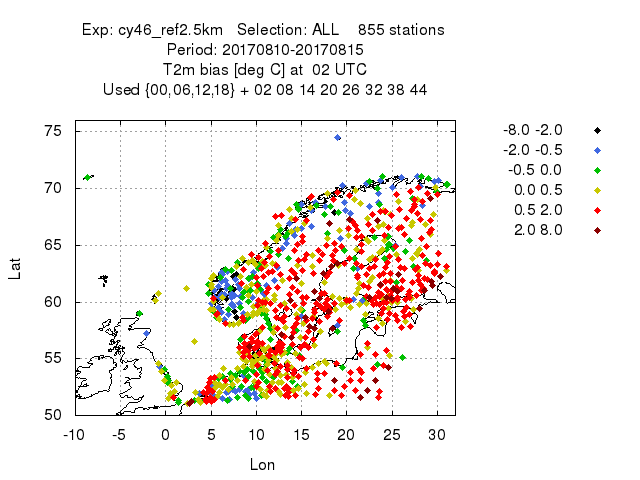 Exp: cy46_ref2.5km Selection: ALL 855 stations
Period: 20170810-20170815
T2m bias [deg C] at 02 UTC
Used {00,06,12,18} + 02 08 14 20 26 32 38 44
-8.0 -2.0
-2.0 -0.5
-0.5 0.0
0.0 0.5
0.5 2.0
2.0 8.0
75
70
65
60
55
50
Lat
-10 -5 0 5 10 15 20 25 30
Lon